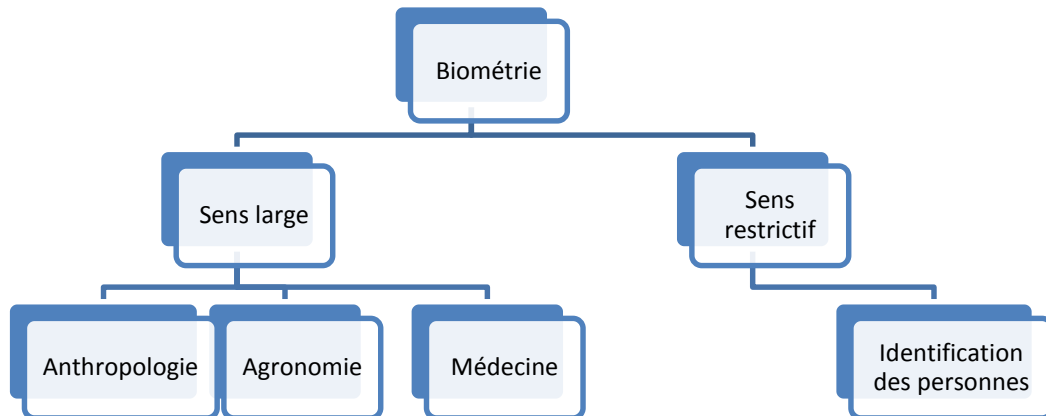 Biométrie
Sens large
Sens
restrictif
Anthropologie
Agronomie
Médecine
Identification
des personnes